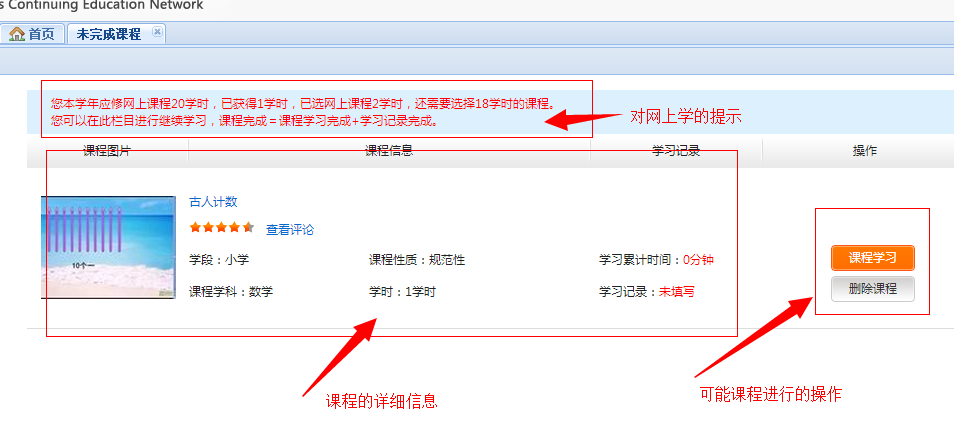 s Continuing Education Network
首页 未完成课程
您本学年应修网上课程20学时，已获得1学时，已选网上课程2学时，还需要选择18学时的课程。
您可以在此栏目进行继续学习，课程完成＝课程学习完成+学习记录完成。
对网上学的提示
课程图片 课程信息 学习记录 操作
古人计数
查看评论
10个一
学段：小学 课程性质：规范性 学习累计时间：0分钟
课程学习
课程学科：数学 学时：1学时 学习记录：未填写
删除课程
课程的详细信息
可能课程进行的操作